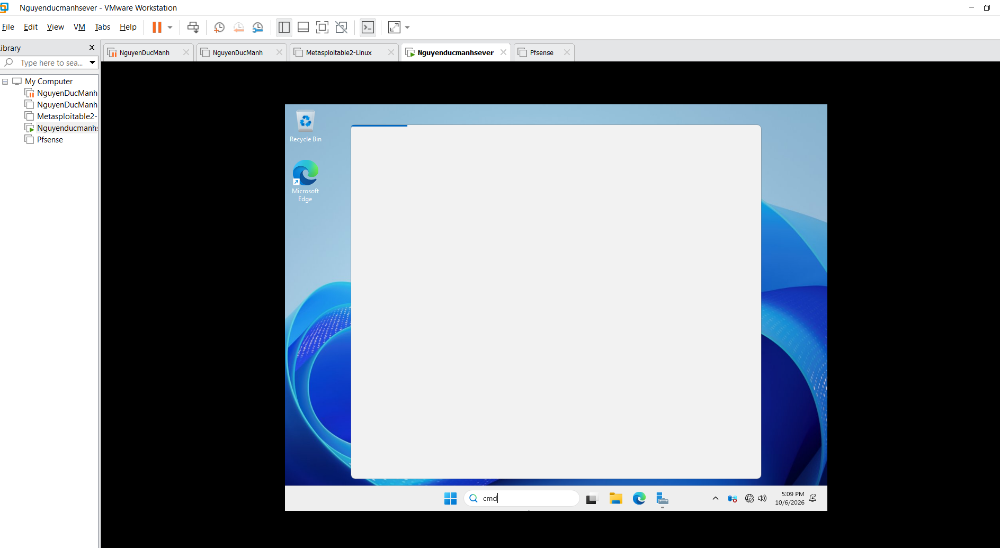 Nguyenducmanhsever - VMware Workstation
File Edit View VM Tabs Help
ibrary
NguyenDucManh
NguyenDucManh
Metasploitable2-Linux
Nguyenducmanhsever
Pfsense
Type here to sea...
My Computer
NguyenDucManh
NguyenDucManh
Metasploitable2-
Nguyenducmanhs
Pfsense
Recycle Bin
Microsoft
Edge
cmd
5:09 PM
10/6/2026